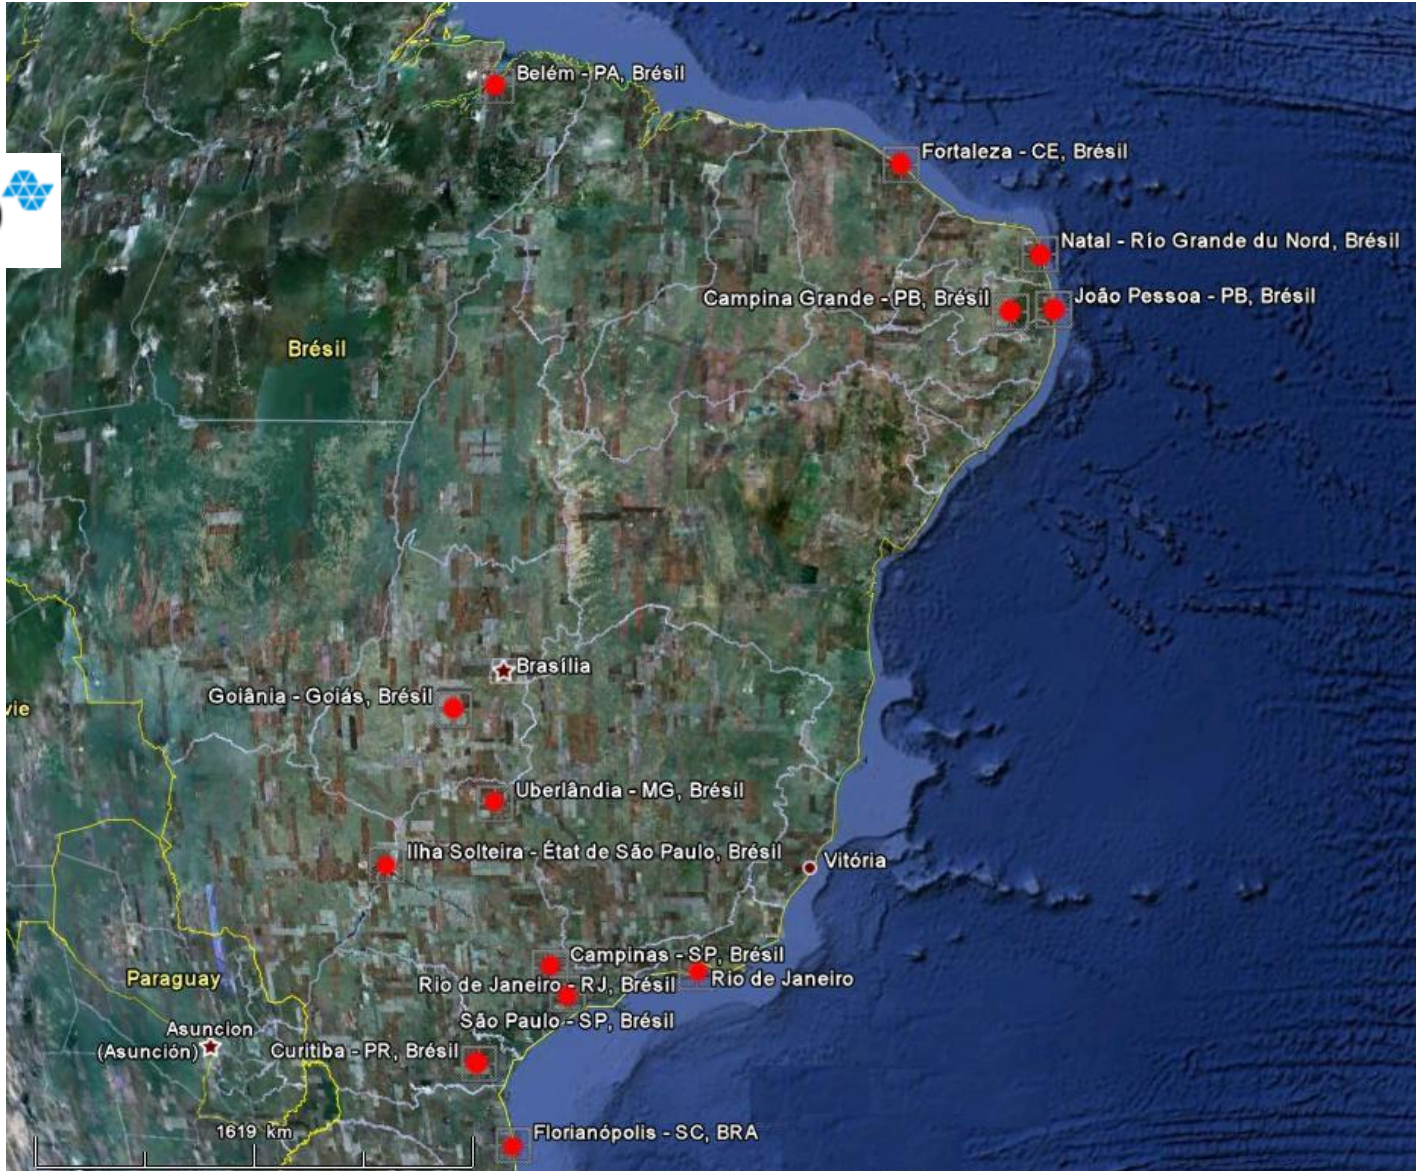 Belém - PA, Brésil
Fortaleza - CE, Brésil
Natal - Río Grande du Nord, Brésil
Campina Grande - PB, Brésil
João Pessoa - PB, Brésil
Brésil
Brasília
Goiânia - Goiás, Brésil
vie
Uberlândia - MG, Brésil
Ilha Solteira - État de São Paulo, Brésil
Vitória
Campinas - SP, Brésil
Paraguay
Rio de Janeiro - RJ, Brésil
Rio de Janeiro
São Paulo - SP, Brésil
Asuncion
(Asunción)
Curitiba - PR, Brésil
1619 km
Florianópolis - SC, BRA